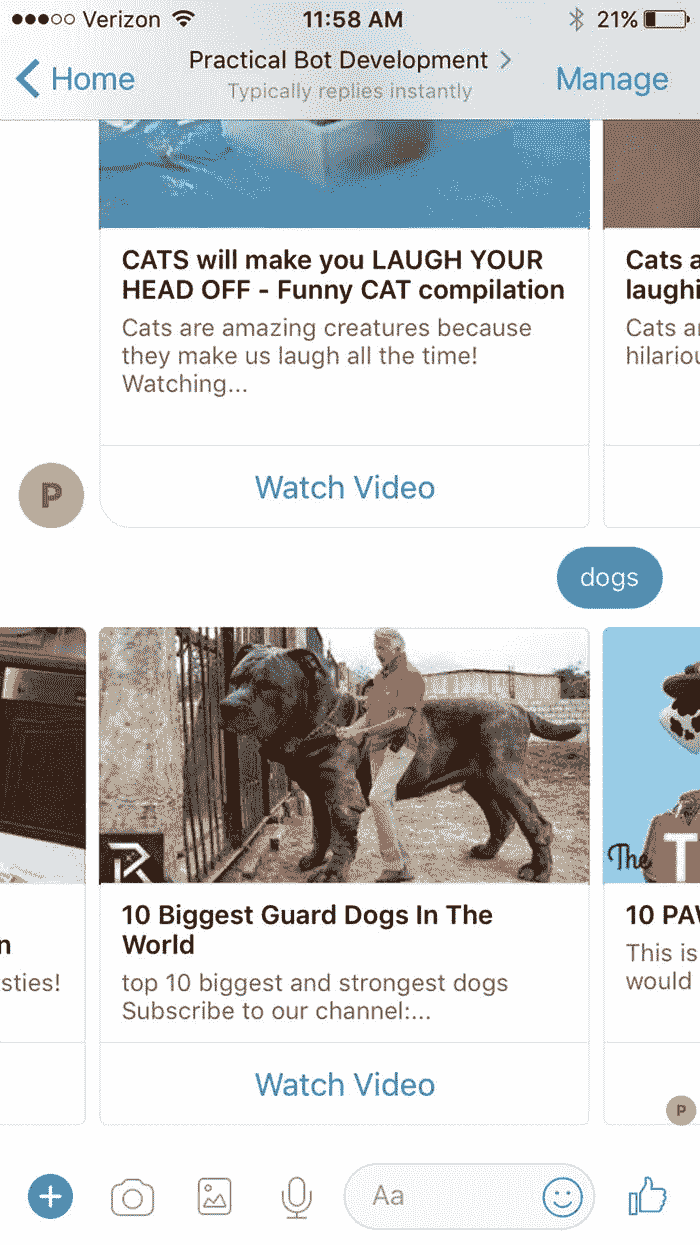 Verizon
11:58 AM
21%
Home
Practical Bot Development
Manage
Typically replies instantly
CATS will make you LAUGH YOUR
HEAD OFF - Funny CAT compilation
Cats are amazing creatures because
they make us laugh all the time!
Watching...
Watch Video
Cats a
laughi
Cats ar
hilariou
P
dogs
n
sties!
R
10 Biggest Guard Dogs In The
World
top 10 biggest and strongest dogs
Subscribe to our channel:...
Watch Video
The T
10 PAW
This is
would
P
Aa